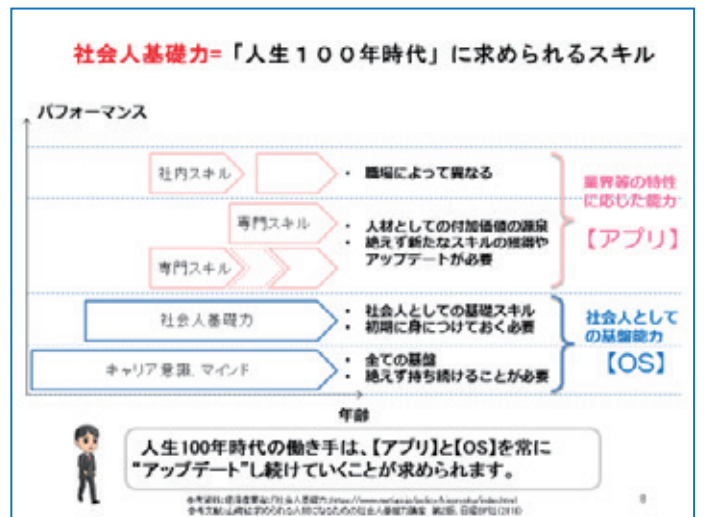 社会人基礎力=「人生１００年時代」に求められるスキル
パフォーマンス
社内スキル
・ 職場によって異なる
専門スキル
専門スキル
・ 人材としての付加価値の源泉
・ 絶えず新たなスキルの獲得や
アップデートが必要
業界等の特性
に応じた能力
【アプリ】
社会人基礎力
・ 社会人としての基礎スキル
・ 初期に身につけておく必要
キャリア意識、マインド
・ 全ての基盤
・ 絶えず持ち続けることが必要
社会人として
の基盤能力
【OS】
年齢
人生100年時代の働き手は、【アプリ】と【OS】を常に
“アップデート”し続けていくことが求められます。